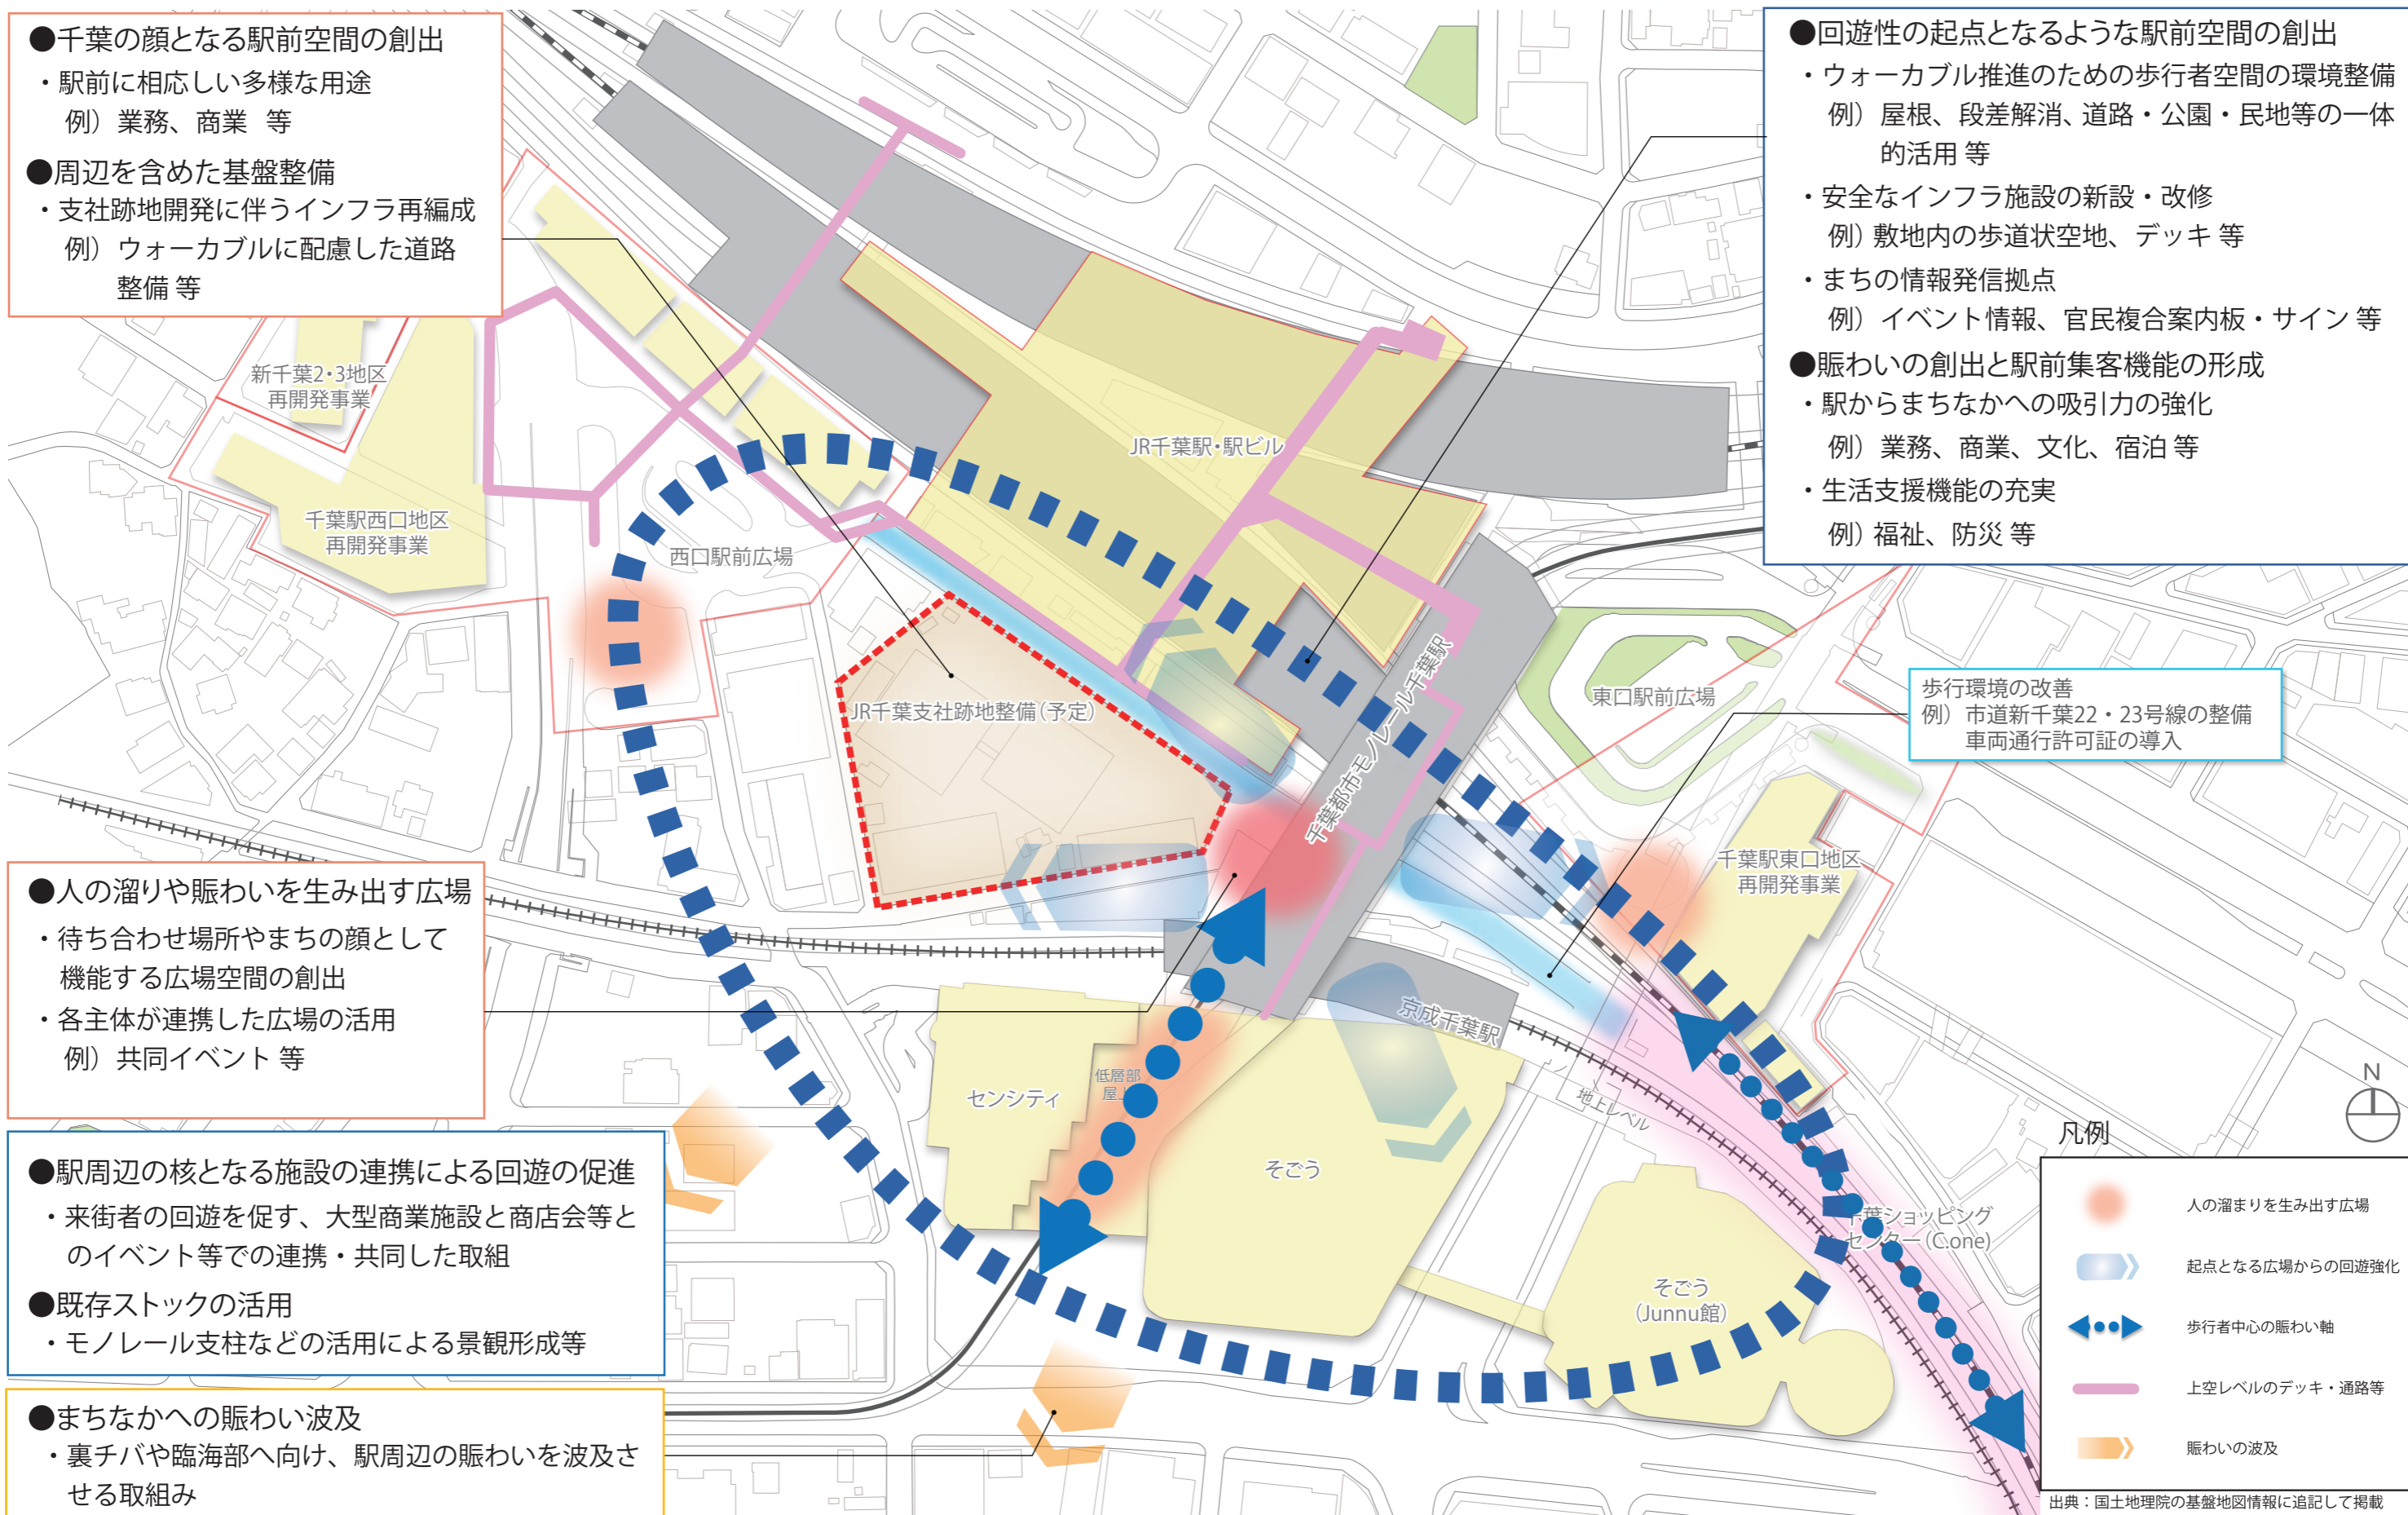 ●千葉の顔となる駅前空間の創出
・駅前に相応しい多様な用途
例）業務、商業 等
●周辺を含めた基盤整備
・支社跡地開発に伴うインフラ再編成
例）ウォーカブルに配慮した道路
整備 等
●回遊性の起点となるような駅前空間の創出
・ウォーカブル推進のための歩行者空間の環境整備
例）屋根、段差解消、道路・公園・民地等の一体
的活用 等
・安全なインフラ施設の新設・改修
例）敷地内の歩道状空地、デッキ 等
・まちの情報発信拠点
例）イベント情報、官民複合案内板・サイン 等
●賑わいの創出と駅前集客機能の形成
・駅からまちなかへの吸引力の強化
例）業務、商業、文化、宿泊 等
・生活支援機能の充実
例）福祉、防災 等
新千葉2・3地区
再開発事業
千葉駅西口地区
再開発事業
西口駅前広場
JR千葉駅・駅ビル
JR千葉支社跡地整備（予定）
千葉都市モノレール千葉駅
東口駅前広場
歩行環境の改善
例）市道新千葉22・23号線の整備
車両通行許可証の導入
千葉駅東口地区
再開発事業
●人の溜りや賑わいを生み出す広場
・待ち合わせ場所やまちの顔として
機能する広場空間の創出
・各主体が連携した広場の活用
例）共同イベント 等
京成千葉駅
センシティ
低層部
屋上
そごう
地上レベル
千葉ショッピング
センター（C.one）
そごう
（Junnu館）
●駅周辺の核となる施設の連携による回遊の促進
・来街者の回遊を促す、大型商業施設と商店会等と
のイベント等での連携・共同した取組
●既存ストックの活用
・モノレール支柱などの活用による景観形成等
●まちなかへの賑わい波及
・裏チバや臨海部へ向け、駅周辺の賑わいを波及さ
せる取組み
N
凡例
人の溜まりを生み出す広場
起点となる広場からの回遊強化
歩行者中心の賑わい軸
上空レベルのデッキ・通路等
賑わいの波及
出典：国土地理院の基盤地図情報に追記して掲載